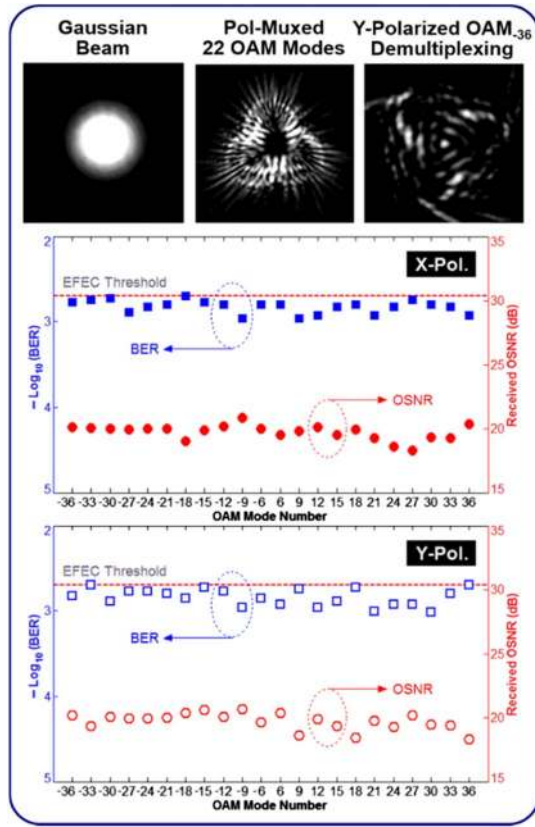 Gaussian
Beam
Pol-Muxed
22 OAM Modes
Y-Polarized OAM-36
Demultiplexing
X-Pol.
EFEC Threshold
BER
OSNR
− Log10 (BER)
2
3
4
5
Received OSNR (dB)
35
30
25
20
15
-36 -33 -30 -27 -24 -21 -18 -15 -12 -9 -6 6 9 12 15 18 21 24 27 30 33 36
OAM Mode Number
Y-Pol.
EFEC Threshold
BER
OSNR
− Log10 (BER)
2
3
4
5
Received OSNR (dB)
35
30
25
20
15
-36 -33 -30 -27 -24 -21 -18 -15 -12 -9 -6 6 9 12 15 18 21 24 27 30 33 36
OAM Mode Number